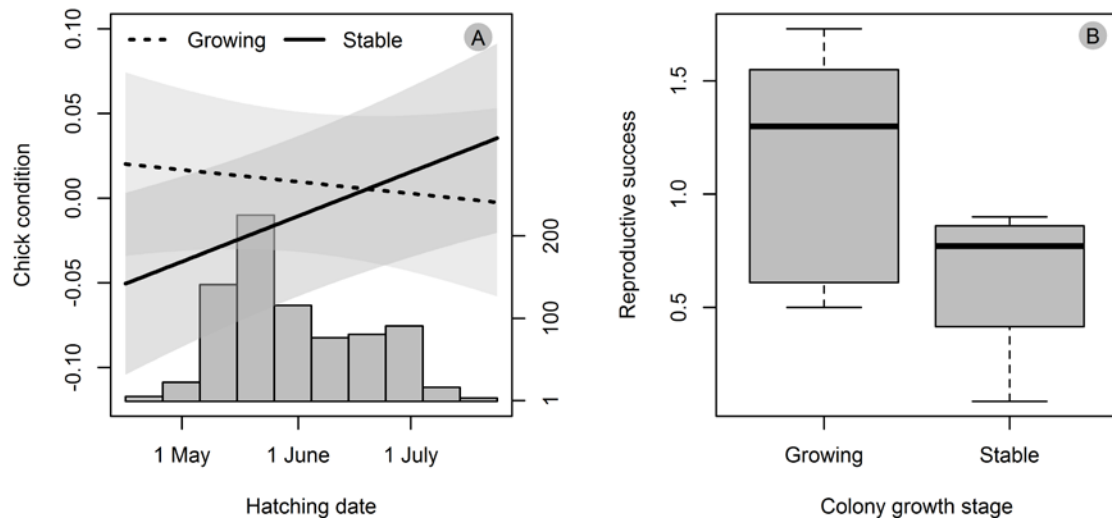 Growing Stable A
Chick condition
0.10
0.05
0.00
-0.05
-0.10
200
100
1
1 May 1 June 1 July
Hatching date
B
Reproductive success
1.5
1.0
0.5
Growing Stable
Colony growth stage